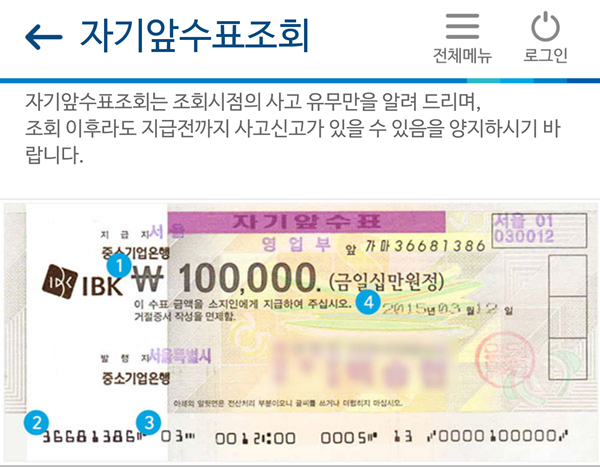 ← 자기앞수표조회
전체메뉴
로그인
자기앞수표조회는 조회시점의 사고 유무만을 알려 드리며,
조회 이후라도 지급전까지 사고신고가 있을 수 있음을 양지하시기 바
랍니다.
자기앞수표
서울 01
030012
지 급 지 서 울
영 업 부 앞 가마36681386
중소기업은행
1
IBK ₩ 100,000. (금일십만원정)
이 수표 금액을 소지인에게 지급하여 주십시오.
거절증서 작성을 면제함.
4 2015년 03월 12일
발 행 지 서울특별시
중소기업은행
아래의 앞뒷면은 전산처리 부분이오니 글씨를 쓰거나 더럽히지 마십시오.
2 3
36681386⑈ 03⑉ 0012⑆00 0005⑈ 13 ⑇0000100000⑇